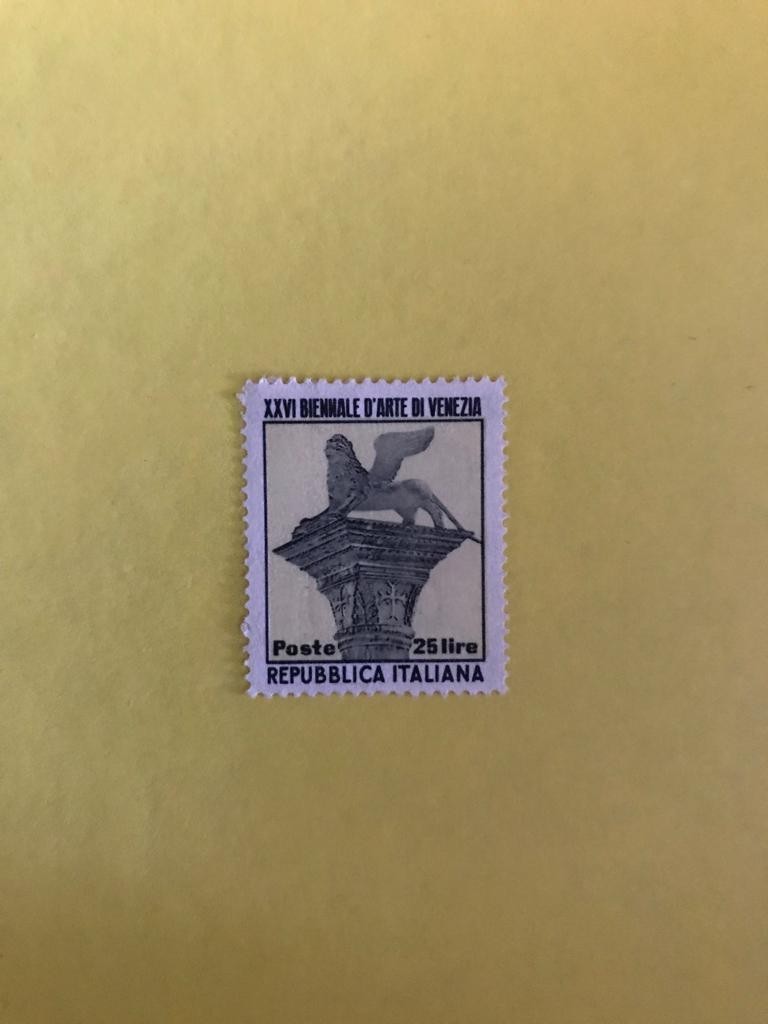 XXVI BIENNALE D'ARTE DI VENEZIA
Poste 25 lire
REPUBBLICA ITALIANA